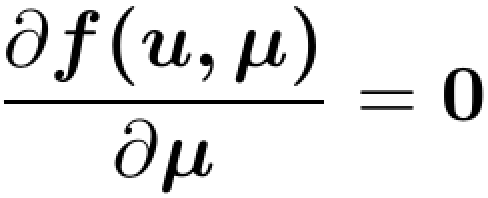 ∂𝒇(𝒖, 𝝁)
∂𝝁
= 𝟎